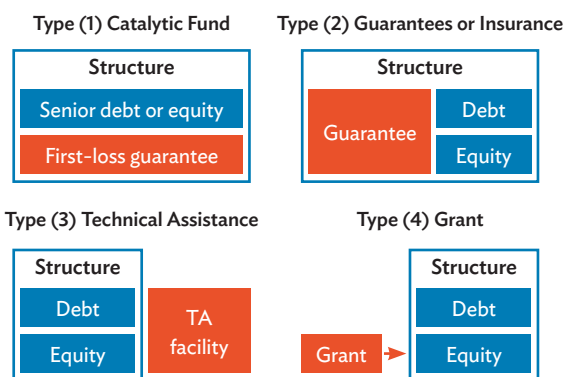 Type (1) Catalytic Fund
Structure
Senior debt or equity
First-loss guarantee
Type (2) Guarantees or Insurance
Structure
Guarantee
Debt
Equity
Type (3) Technical Assistance
Structure
Debt
Equity
TA
facility
Type (4) Grant
Structure
Debt
Grant
Equity